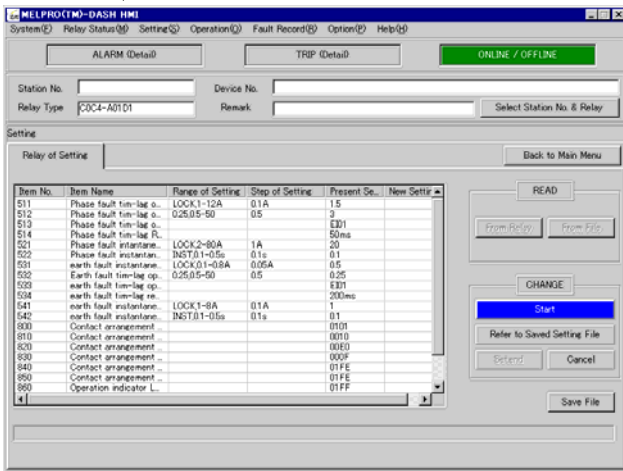 MELPRO(TM)-DASH HMI
System(F) Relay Status(M) Setting(S) Operation(O) Fault Record(R) Option(P) Help(H)
ALARM (Detail) TRIP (Detail) ONLINE / OFFLINE
Station No. Device No.
Relay Type C0C4-A01D1 Remark Select Station No. & Relay
Setting
Relay of Setting Back to Main Menu
Item No. Item Name Range of Setting Step of Setting Present Se... New Settin
READ
511 Phase fault tim-lag o... LOCK,1-12A 0.1A 1.5
512 Phase fault tim-lag o... 0.25,0.5-50 0.5 3
513 Phase fault tim-lag o... EI01
514 Phase fault tim-lag R... 50ms
From Relay From File
521 Phase fault intantane... LOCK,2-80A 1A 20
522 Phase fault instantan... INST,0.1-0.5s 0.1s 0.1
531 earth fault instantane... LOCK,0.1-0.8A 0.05A 0.5
532 Earth fault tim-lag op... 0.25,0.5-50 0.5 0.25
533 earth fault tim-lag op... EI01
CHANGE
534 earth fault tim-lag re... 200ms
541 earth fault instantane... LOCK,1-8A 0.1A 1
Start
542 earth fault instantane... INST,0.1-0.5s 0.1s 0.1
800 Contact arrangement ... 0101
810 Contact arrangement ... 0010
Refer to Saved Setting File
820 Contact arrangement ... 00E0
830 Contact arrangement ... 000F
840 Contact arrangement ... 01FE
Cancel
850 Contact arrangement ... 01FE
860 Operation indicator L... 01FF
Save File